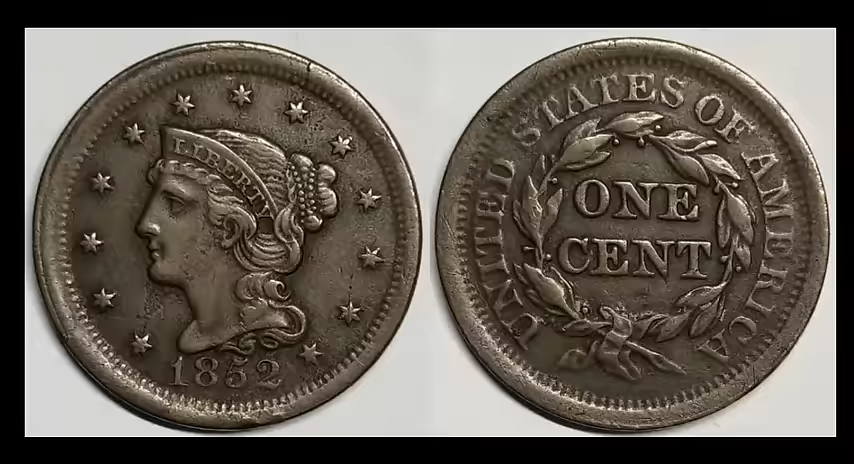 LIBERTY
1852
UNITED STATES OF AMERICA
ONE
CENT